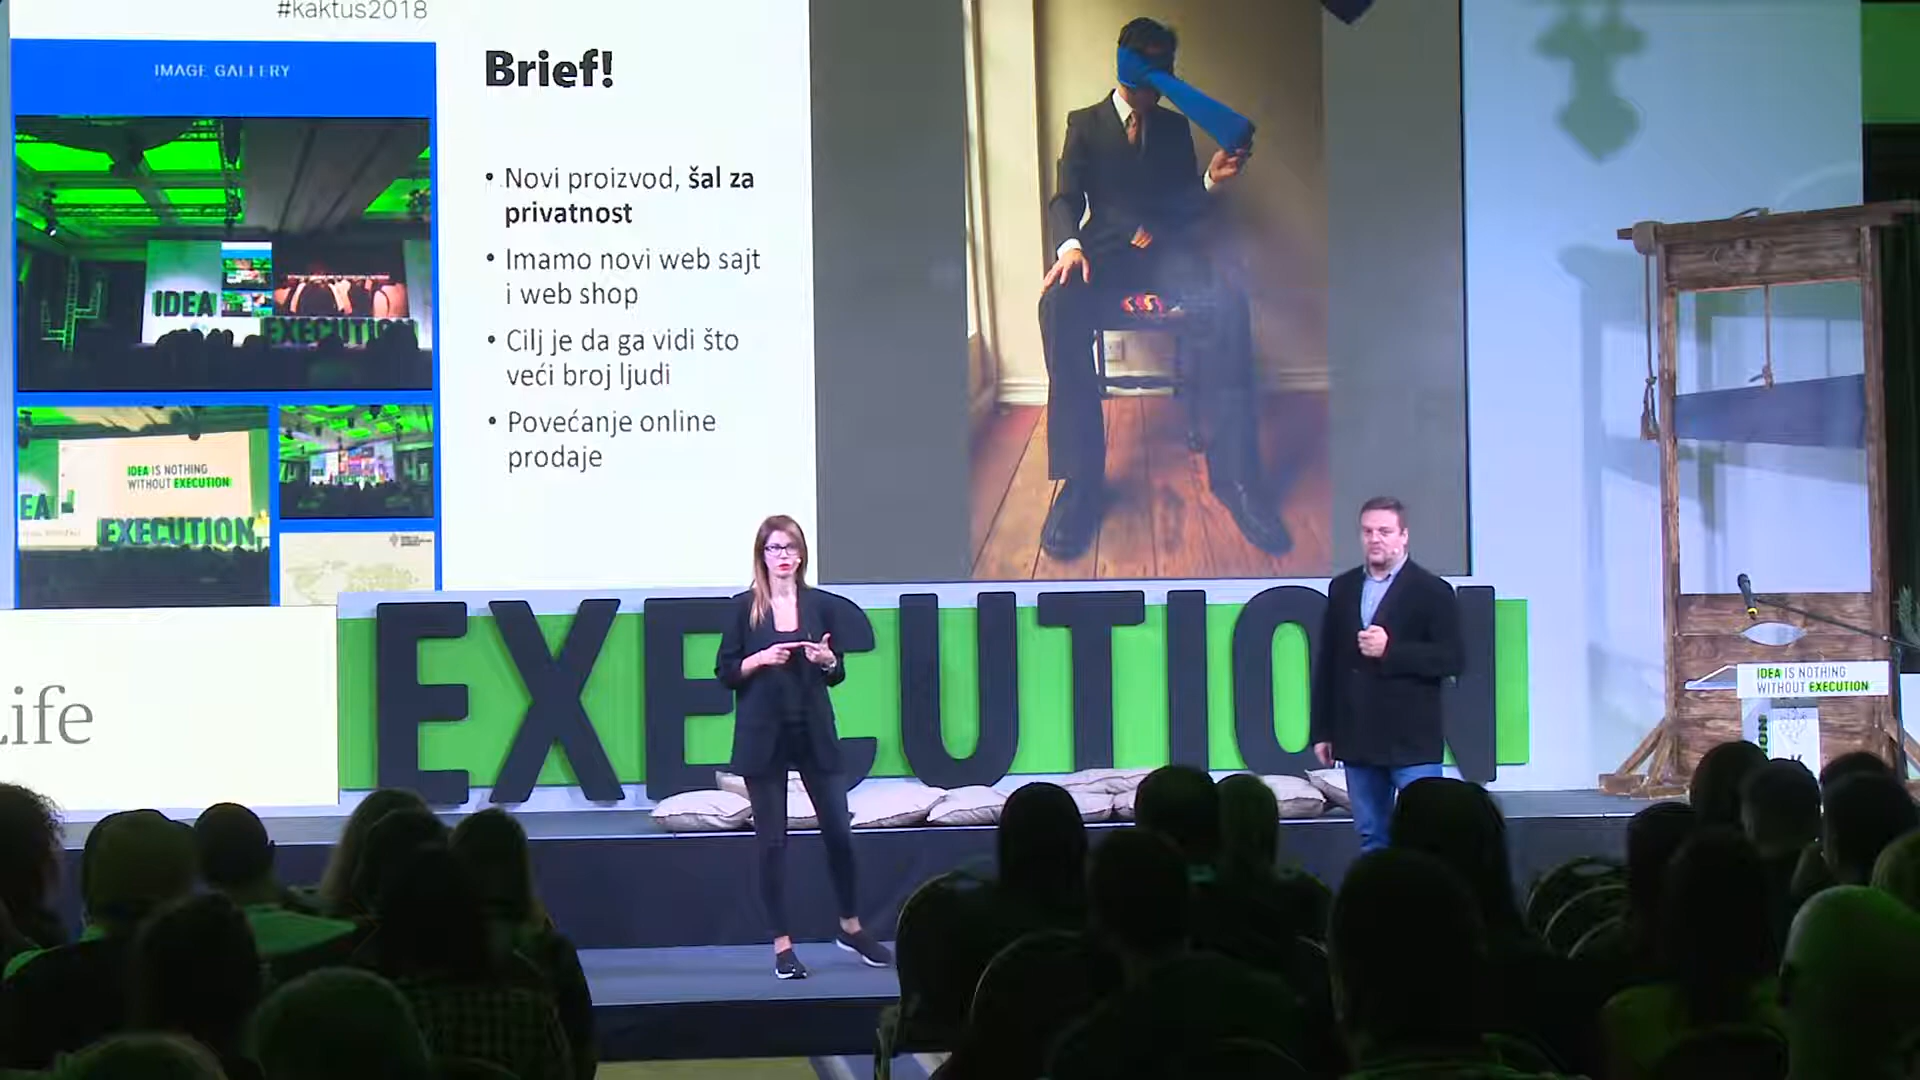 #kaktus2018
IMAGE GALLERY
IDEA
EXECUTION
IDEA IS NOTHING
WITHOUT EXECUTION
EXECUTION
IDEA
EXECUTION
Brief!
• Novi proizvod, šal za
privatnost
• Imamo novi web sajt
i web shop
• Cilj je da ga vidi što
veći broj ljudi
• Povećanje online
prodaje
Life
EXECUTION
IDEA IS NOTHING
WITHOUT EXECUTION